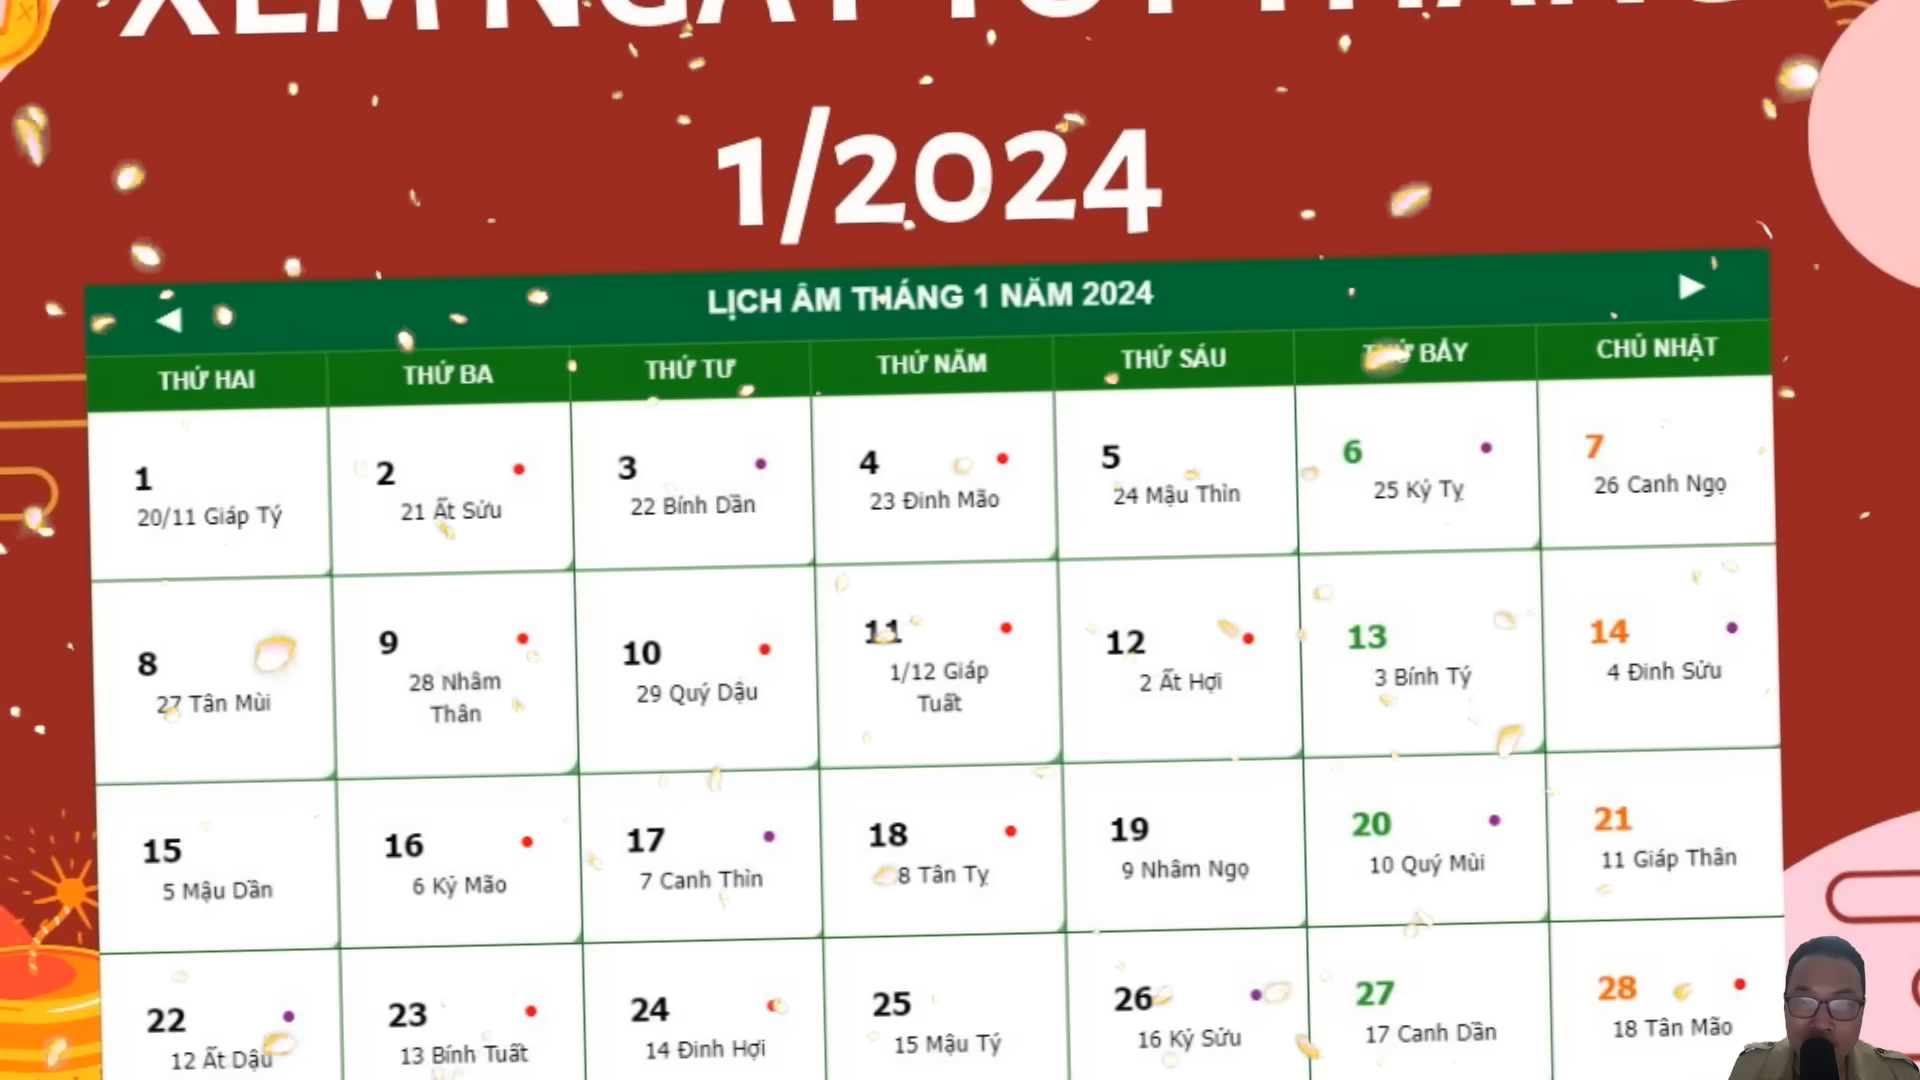 XEM NGÀY TỐT THÁNG
1/2024
LỊCH ÂM THÁNG 1 NĂM 2024
THỨ HAI THỨ BA THỨ TƯ THỨ NĂM THỨ SÁU THỨ BẢY CHỦ NHẬT
1 2 3 4 5 6 7
20/11 Giáp Tý 21 Ất Sửu 22 Bính Dần 23 Đinh Mão 24 Mậu Thìn 25 Kỷ Tỵ 26 Canh Ngọ
8 9 10 11 12 13 14
27 Tân Mùi 28 Nhâm 29 Quý Dậu 1/12 Giáp 2 Ất Hợi 3 Bính Tý 4 Đinh Sửu
Thân Tuất
15 16 17 18 19 20 21
5 Mậu Dần 6 Kỷ Mão 7 Canh Thìn 8 Tân Tỵ 9 Nhâm Ngọ 10 Quý Mùi 11 Giáp Thân
22 23 24 25 26 27 28
12 Ất Dậu 13 Bính Tuất 14 Đinh Hợi 15 Mậu Tý 16 Kỷ Sửu 17 Canh Dần 18 Tân Mão